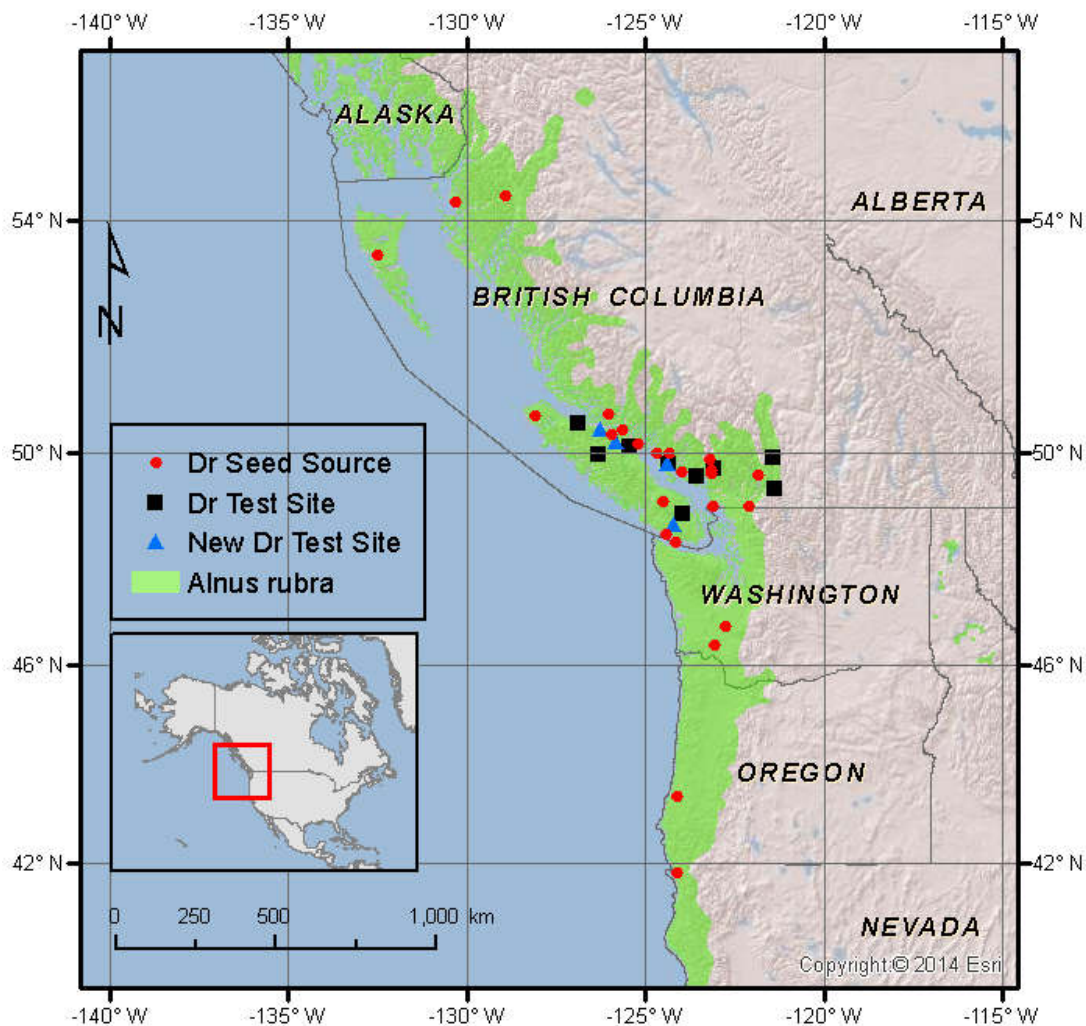 -140° W -135° W -130° W -125° W -120° W -115° W
ALASKA
ALBERTA
54° N 54° N
BRITISH COLUMBIA
N
50° N 50° N
Dr Seed Source
Dr Test Site
New Dr Test Site
Alnus rubra
WASHINGTON
46° N 46° N
OREGON
42° N 42° N
0 250 500 1,000 km
NEVADA
Copyright:© 2014 Esri
-140° W -135° W -130° W -125° W -120° W -115° W